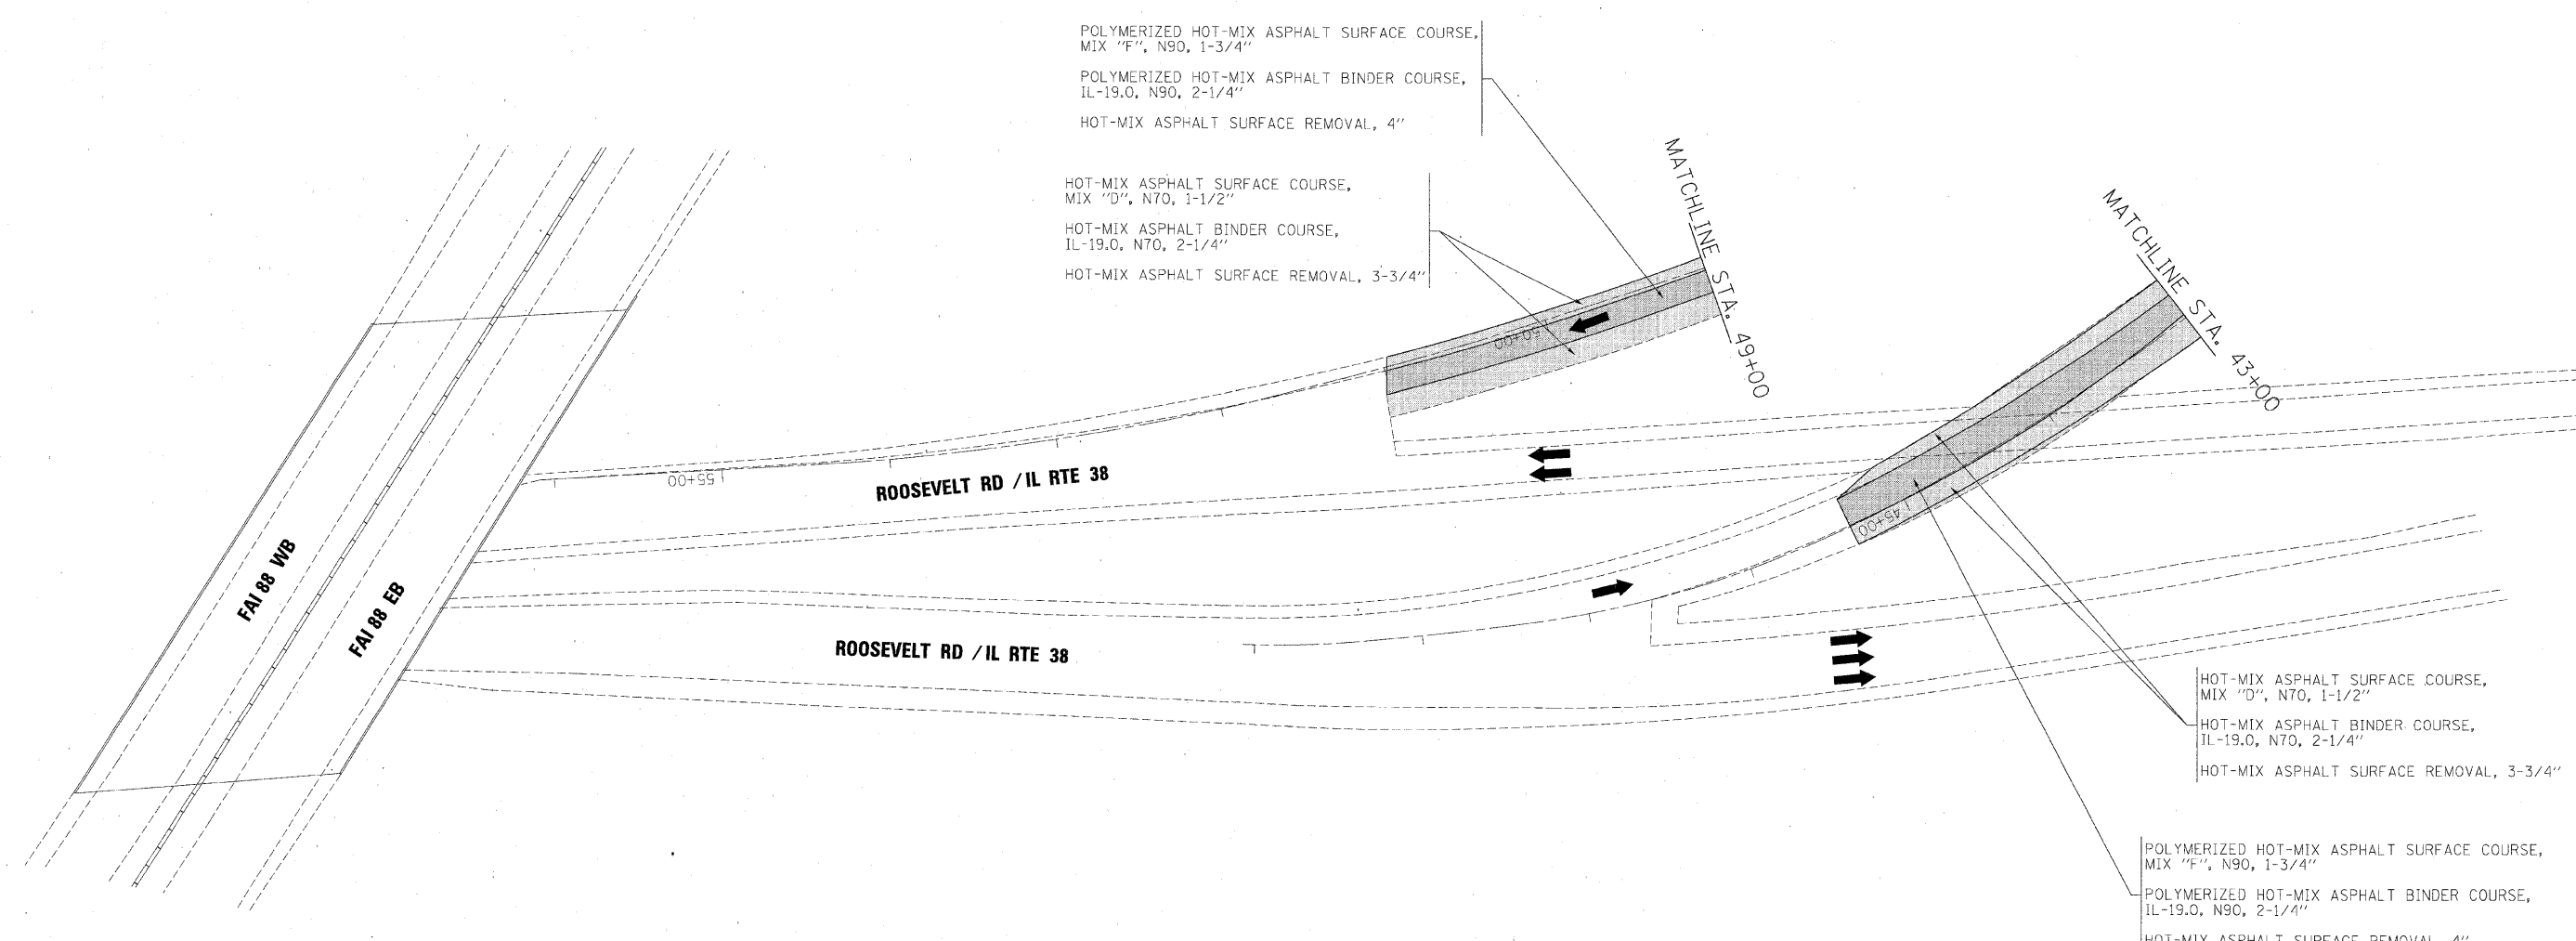 POLYMERIZED HOT-MIX ASPHALT SURFACE COURSE,
MIX "F", N90, 1-3/4"
POLYMERIZED HOT-MIX ASPHALT BINDER COURSE,
IL-19.0, N90, 2-1/4"
HOT-MIX ASPHALT SURFACE REMOVAL, 4"
HOT-MIX ASPHALT SURFACE COURSE,
MIX "D", N70, 1-1/2"
HOT-MIX ASPHALT BINDER COURSE,
IL-19.0, N70, 2-1/4"
HOT-MIX ASPHALT SURFACE REMOVAL, 3-3/4"
MATCHLINE STA. 49+00
MATCHLINE STA. 43+00
50+00
55+00
ROOSEVELT RD / IL RTE 38
45+00
FAI 88 WB
FAI 88 EB
ROOSEVELT RD / IL RTE 38
HOT-MIX ASPHALT SURFACE COURSE,
MIX "D", N70, 1-1/2"
HOT-MIX ASPHALT BINDER COURSE,
IL-19.0, N70, 2-1/4"
HOT-MIX ASPHALT SURFACE REMOVAL, 3-3/4"
POLYMERIZED HOT-MIX ASPHALT SURFACE COURSE,
MIX "F", N90, 1-3/4"
POLYMERIZED HOT-MIX ASPHALT BINDER COURSE,
IL-19.0, N90, 2-1/4"
HOT-MIX ASPHALT SURFACE REMOVAL, 4"